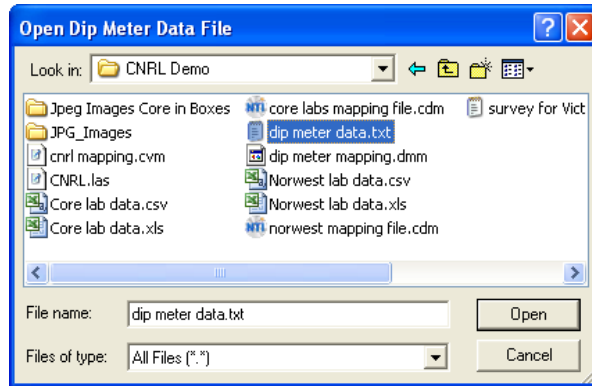 Open Dip Meter Data File
Look in: CNRL Demo
Jpeg Images Core in Boxes
JPG_Images
cnrl mapping.cvm
CNRL.las
Core lab data.csv
Core lab data.xls
core labs mapping file.cdm
dip meter data.txt
dip meter mapping.dmm
Norwest lab data.csv
Norwest lab data.xls
norwest mapping file.cdm
survey for Vict
File name: dip meter data.txt Open
Files of type: All Files (*.*) Cancel